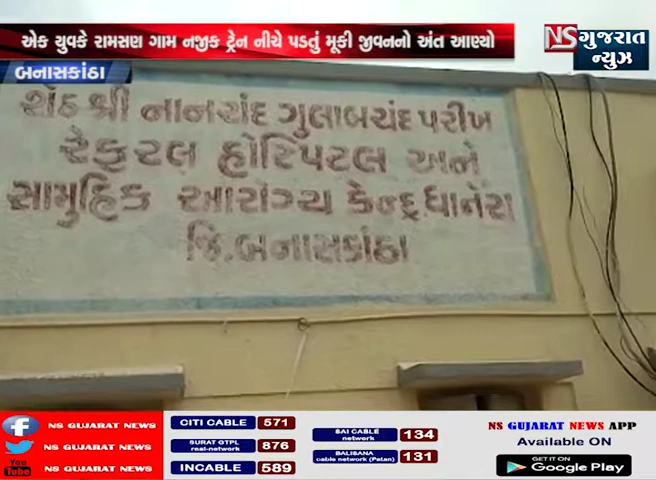 એક યુવકે રામસણ ગામ નજીક ટ્રેન નીચે પડતું મૂકી જીવનનો અંત આણ્યો
NS ગુજરાત
ન્યુઝ
બનાસકાંઠા
શેઠ શ્રી નાનચંદ ગુલાબચંદ પરીખ
રેફરલ હોસ્પિટલ અને
સામુહિક આરોગ્ય કેન્દ્ર.ધાનેરા
જિ.બનાસકાંઠા
NS GUJARAT NEWS
NS GUJARAT NEWS
You Tube NS GUJARAT NEWS
CITI CABLE 571
SURAT GTPL real-network 876
INCABLE 589
SAI CABLE network 134
BALISANA cable network (Patan) 131
NS GUJARAT NEWS APP
Available ON
GET IT ON
Google Play